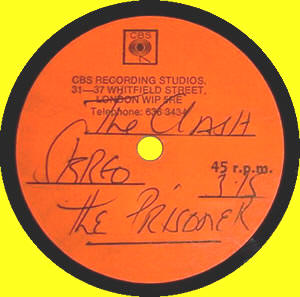 CBS
CBS RECORDING STUDIOS,
31—37 WHITFIELD STREET,
LONDON W1P 5RE
Telephone: 636 3434
The Clash
STEREO 45 r.p.m.
3.15
The PRISONER